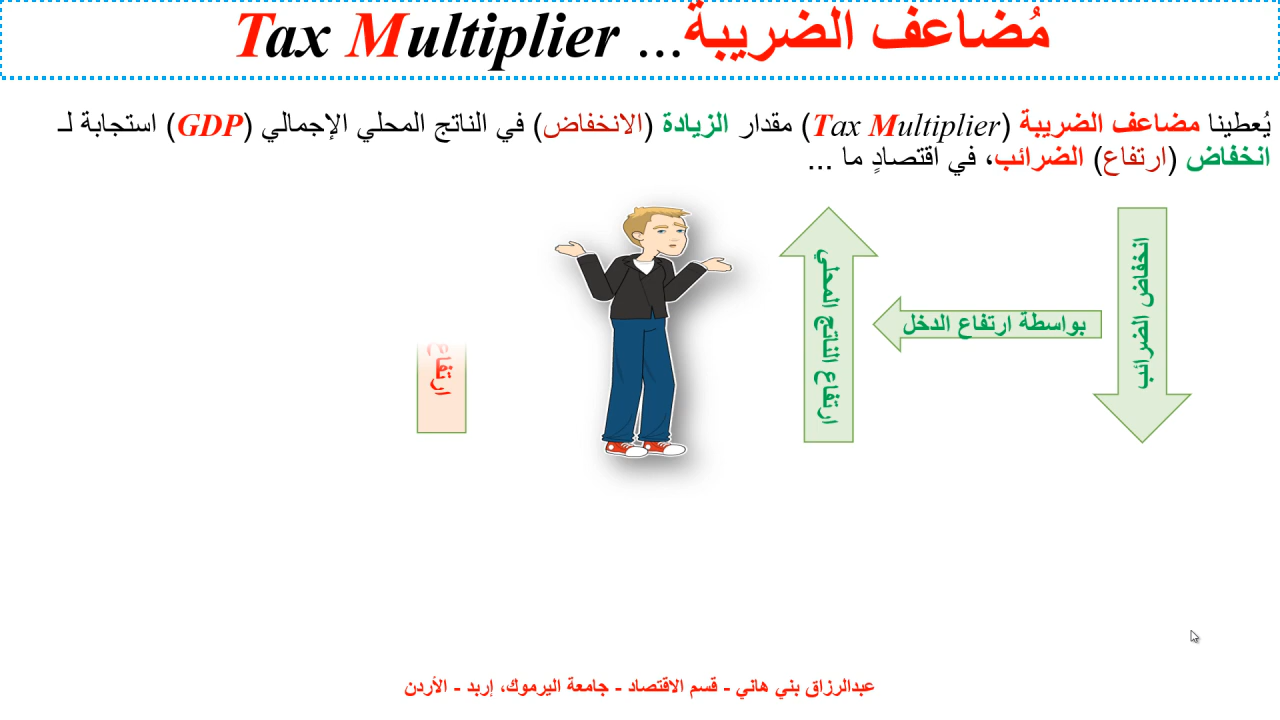 مُضاعف الضريبة... Tax Multiplier
يُعطينا مضاعف الضريبة (Tax Multiplier) مقدار الزيادة (الانخفاض) في الناتج المحلي الإجمالي (GDP) استجابة لـ
انخفاض (ارتفاع) الضرائب، في اقتصادٍ ما ...
انخفاض الضرائب
بواسطة ارتفاع الدخل
ارتفاع الناتج المحلي
ارتفاع
عبدالرزاق بني هاني - قسم الاقتصاد - جامعة اليرموك، إربد - الأردن